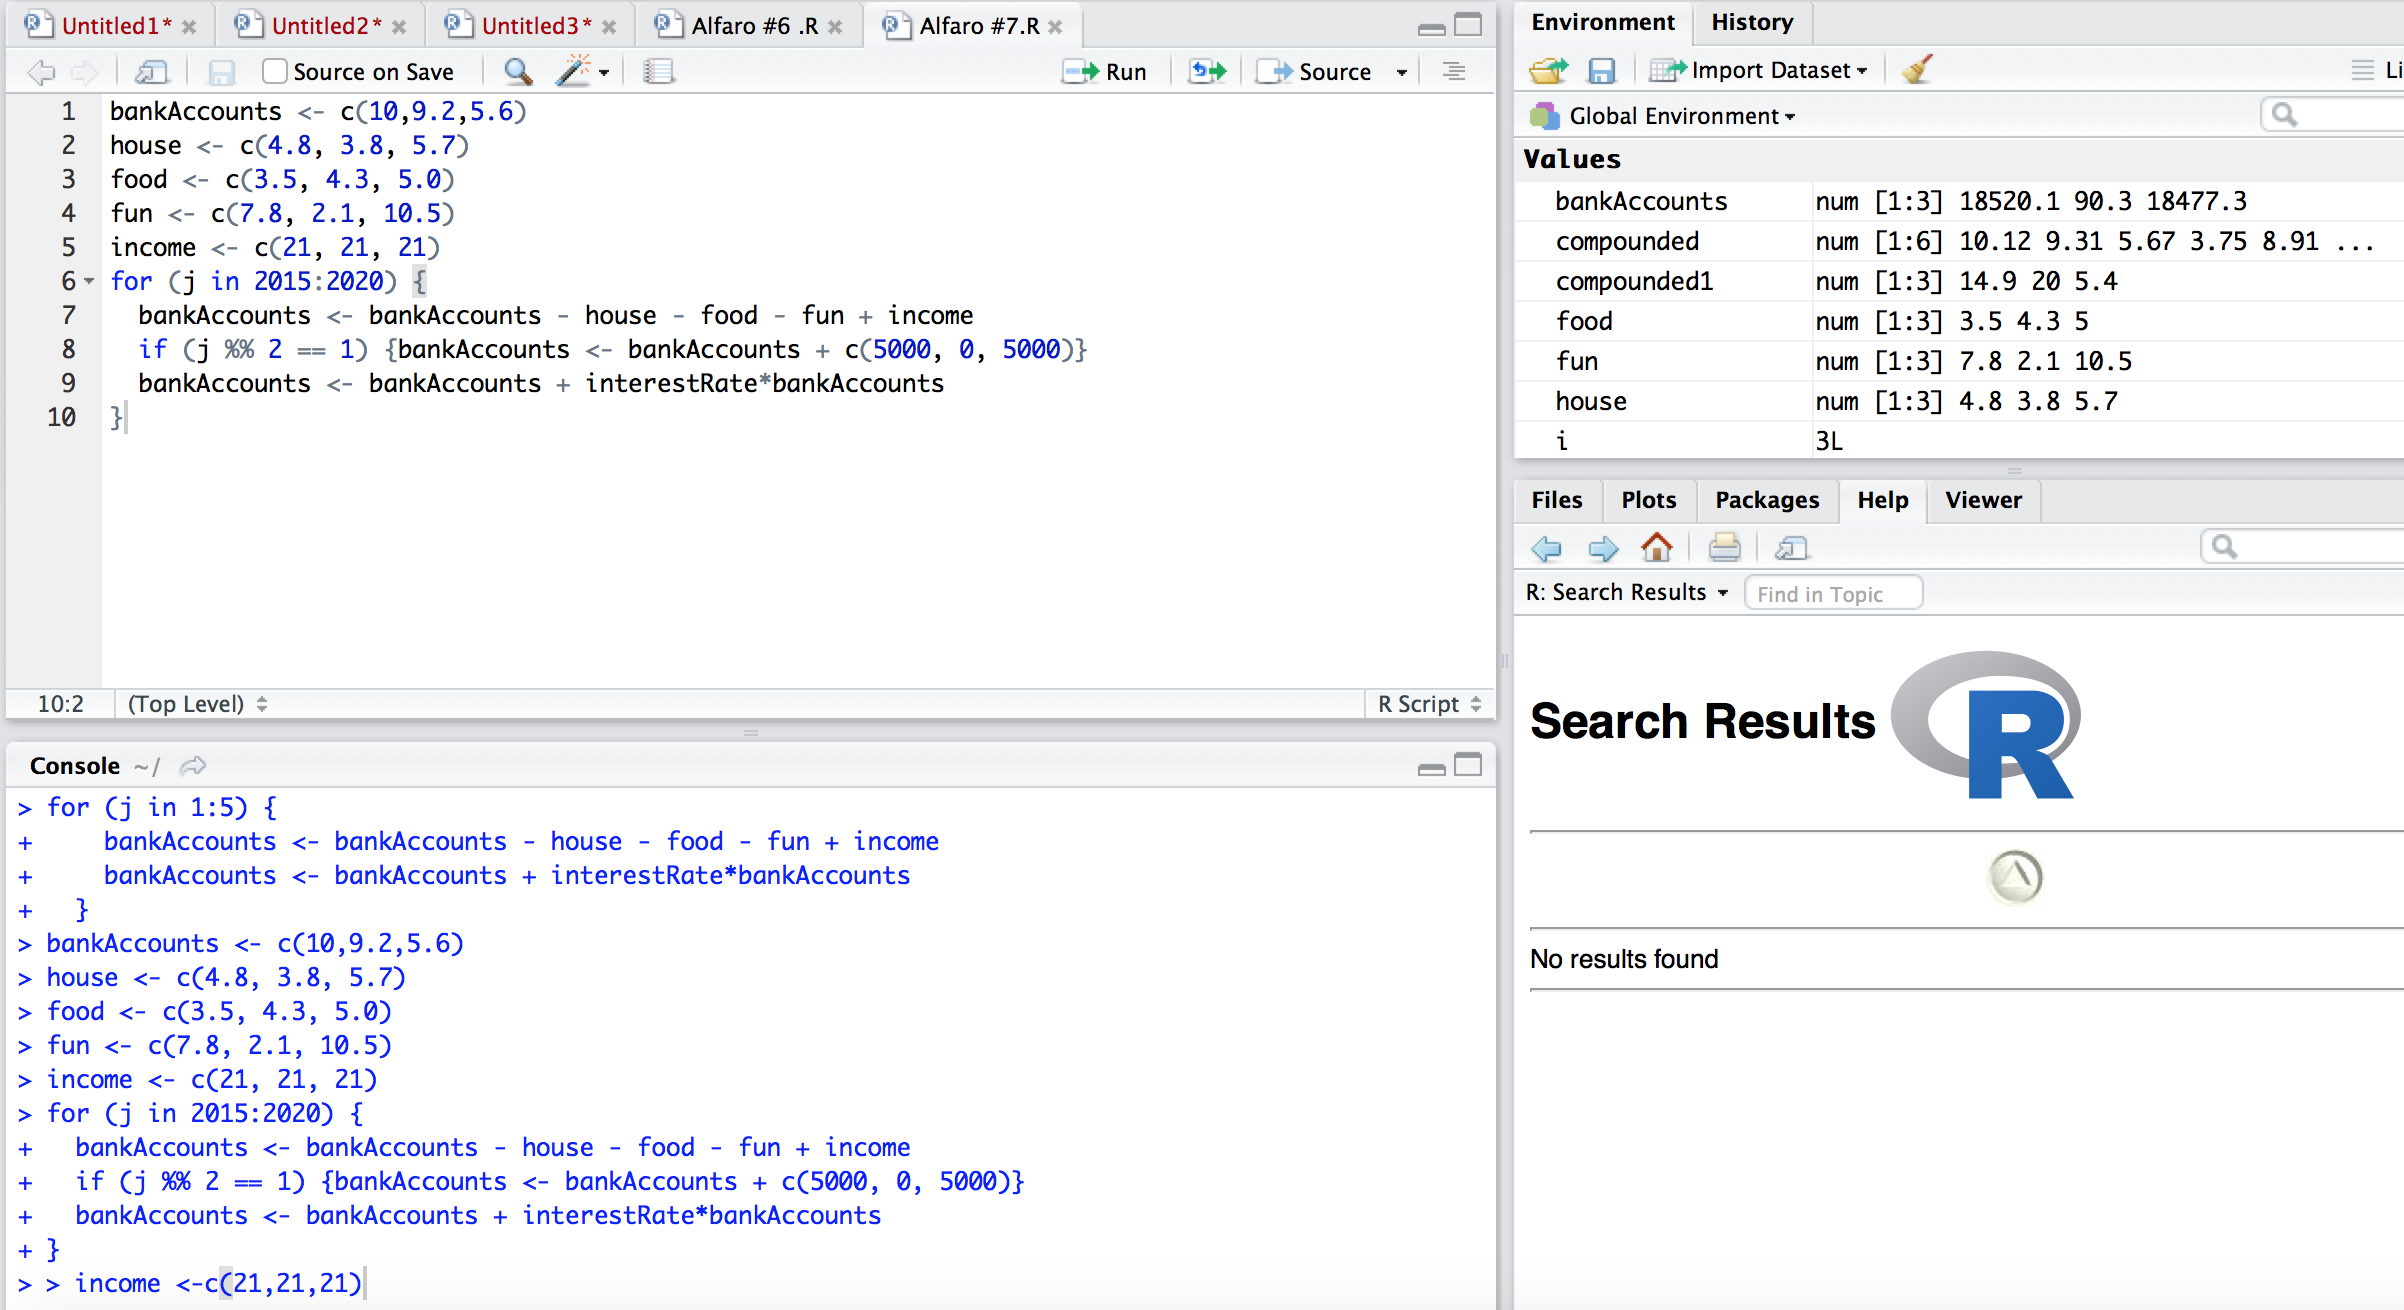 Untitled1* Untitled2* Untitled3* Alfaro #6 .R Alfaro #7.R
Source on Save Run Source
1 bankAccounts <- c(10,9.2,5.6)
2 house <- c(4.8, 3.8, 5.7)
3 food <- c(3.5, 4.3, 5.0)
4 fun <- c(7.8, 2.1, 10.5)
5 income <- c(21, 21, 21)
6 for (j in 2015:2020) {
7 bankAccounts <- bankAccounts - house - food - fun + income
8 if (j %% 2 == 1) {bankAccounts <- bankAccounts + c(5000, 0, 5000)}
9 bankAccounts <- bankAccounts + interestRate*bankAccounts
10 }
10:2 (Top Level) R Script
Console ~/
> for (j in 1:5) {
+ bankAccounts <- bankAccounts - house - food - fun + income
+ bankAccounts <- bankAccounts + interestRate*bankAccounts
+ }
> bankAccounts <- c(10,9.2,5.6)
> house <- c(4.8, 3.8, 5.7)
> food <- c(3.5, 4.3, 5.0)
> fun <- c(7.8, 2.1, 10.5)
> income <- c(21, 21, 21)
> for (j in 2015:2020) {
+ bankAccounts <- bankAccounts - house - food - fun + income
+ if (j %% 2 == 1) {bankAccounts <- bankAccounts + c(5000, 0, 5000)}
+ bankAccounts <- bankAccounts + interestRate*bankAccounts
+ }
> > income <-c(21,21,21)
Environment History
Import Dataset Li
Global Environment
Values
bankAccounts num [1:3] 18520.1 90.3 18477.3
compounded num [1:6] 10.12 9.31 5.67 3.75 8.91 ...
compounded1 num [1:3] 14.9 20 5.4
food num [1:3] 3.5 4.3 5
fun num [1:3] 7.8 2.1 10.5
house num [1:3] 4.8 3.8 5.7
i 3L
Files Plots Packages Help Viewer
R: Search Results Find in Topic
Search Results R
No results found